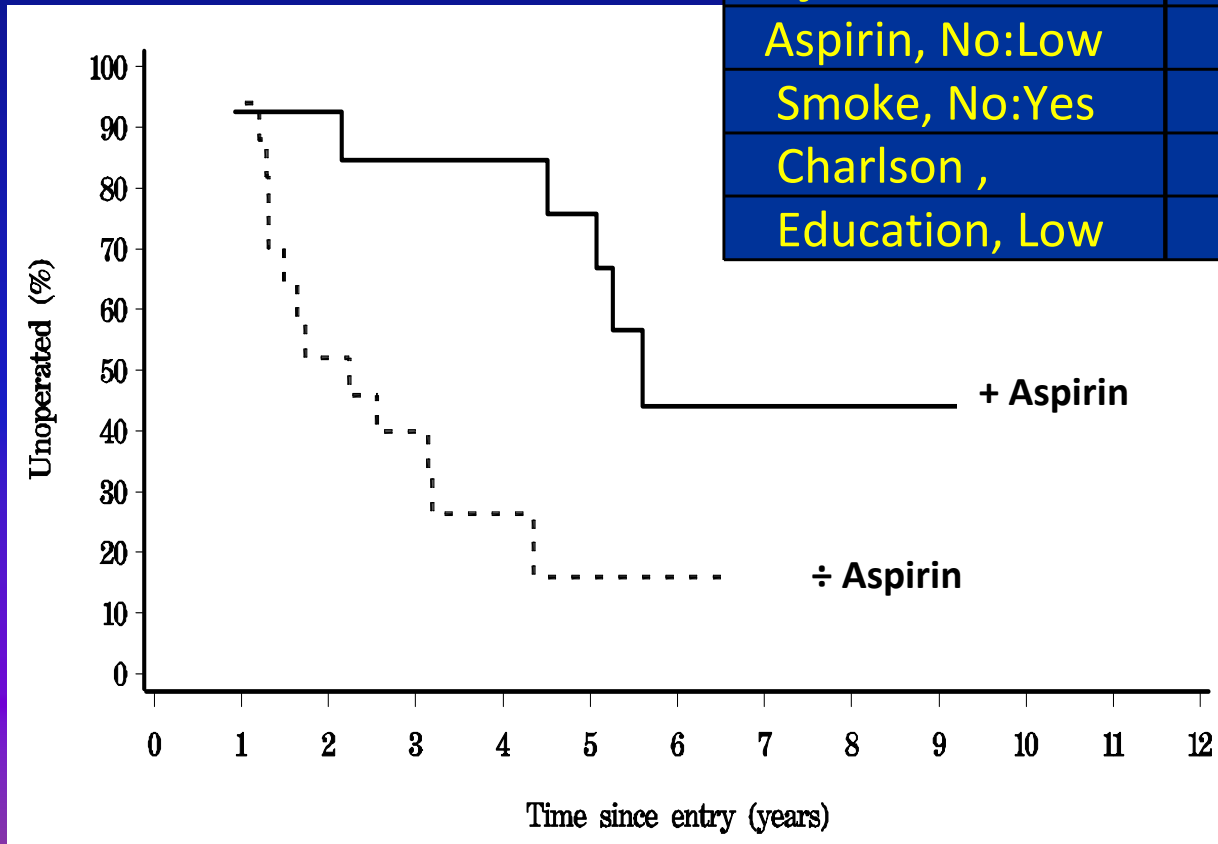 Aspirin, No:Low
Smoke, No:Yes
Charlson ,
Education, Low
100
90
80
70
60
50
40
30
20
10
0
Unoperated (%)
+ Aspirin
÷ Aspirin
0 1 2 3 4 5 6 7 8 9 10 11 12
Time since entry (years)